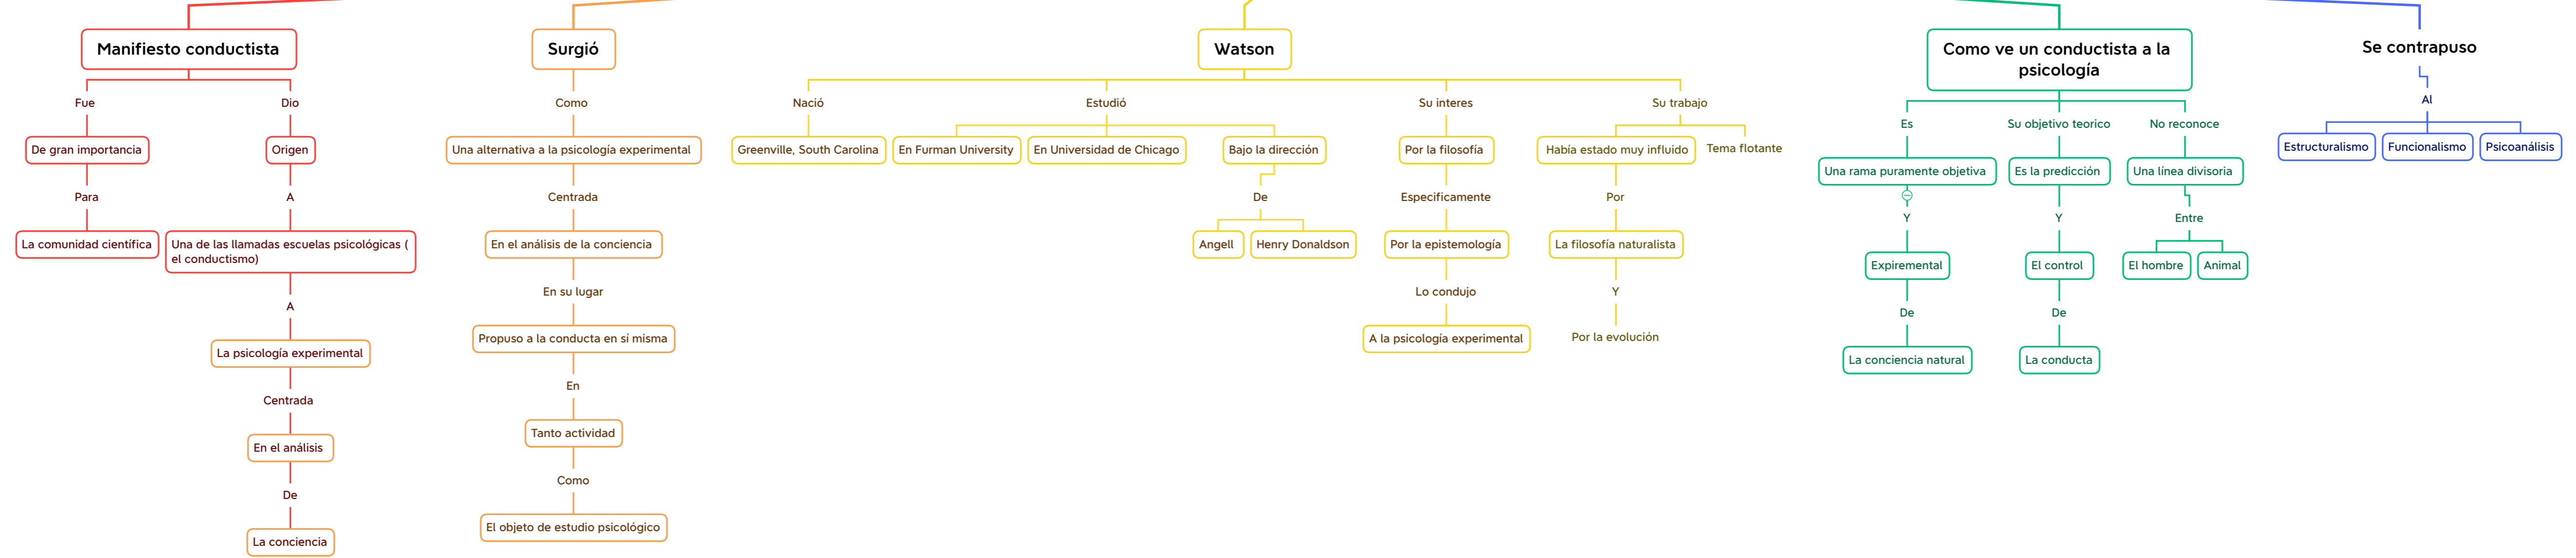 Manifiesto conductista
Fue
De gran importancia
Para
La comunidad científica
Dio
Origen
A
Una de las llamadas escuelas psicológicas (
el conductismo)
A
La psicología experimental
Centrada
En el análisis
De
La conciencia
Surgió
Como
Una alternativa a la psicología experimental
Centrada
En el análisis de la conciencia
En su lugar
Propuso a la conducta en sí misma
En
Tanto actividad
Como
El objeto de estudio psicológico
Watson
Nació
Greenville, South Carolina
Estudió
En Furman University
En Universidad de Chicago
Bajo la dirección
De
Angell
Henry Donaldson
Su interes
Por la filosofía
Especificamente
Por la epistemología
Lo condujo
A la psicología experimental
Su trabajo
Había estado muy influido
Por
La filosofía naturalista
Y
Por la evolución
Tema flotante
Como ve un conductista a la
psicología
Es
Una rama puramente objetiva
Y
Expiremental
De
La conciencia natural
Su objetivo teorico
Es la predicción
Y
El control
De
La conducta
No reconoce
Una línea divisoria
Entre
El hombre
Animal
Se contrapuso
Al
Estructuralismo
Funcionalismo
Psicoanálisis